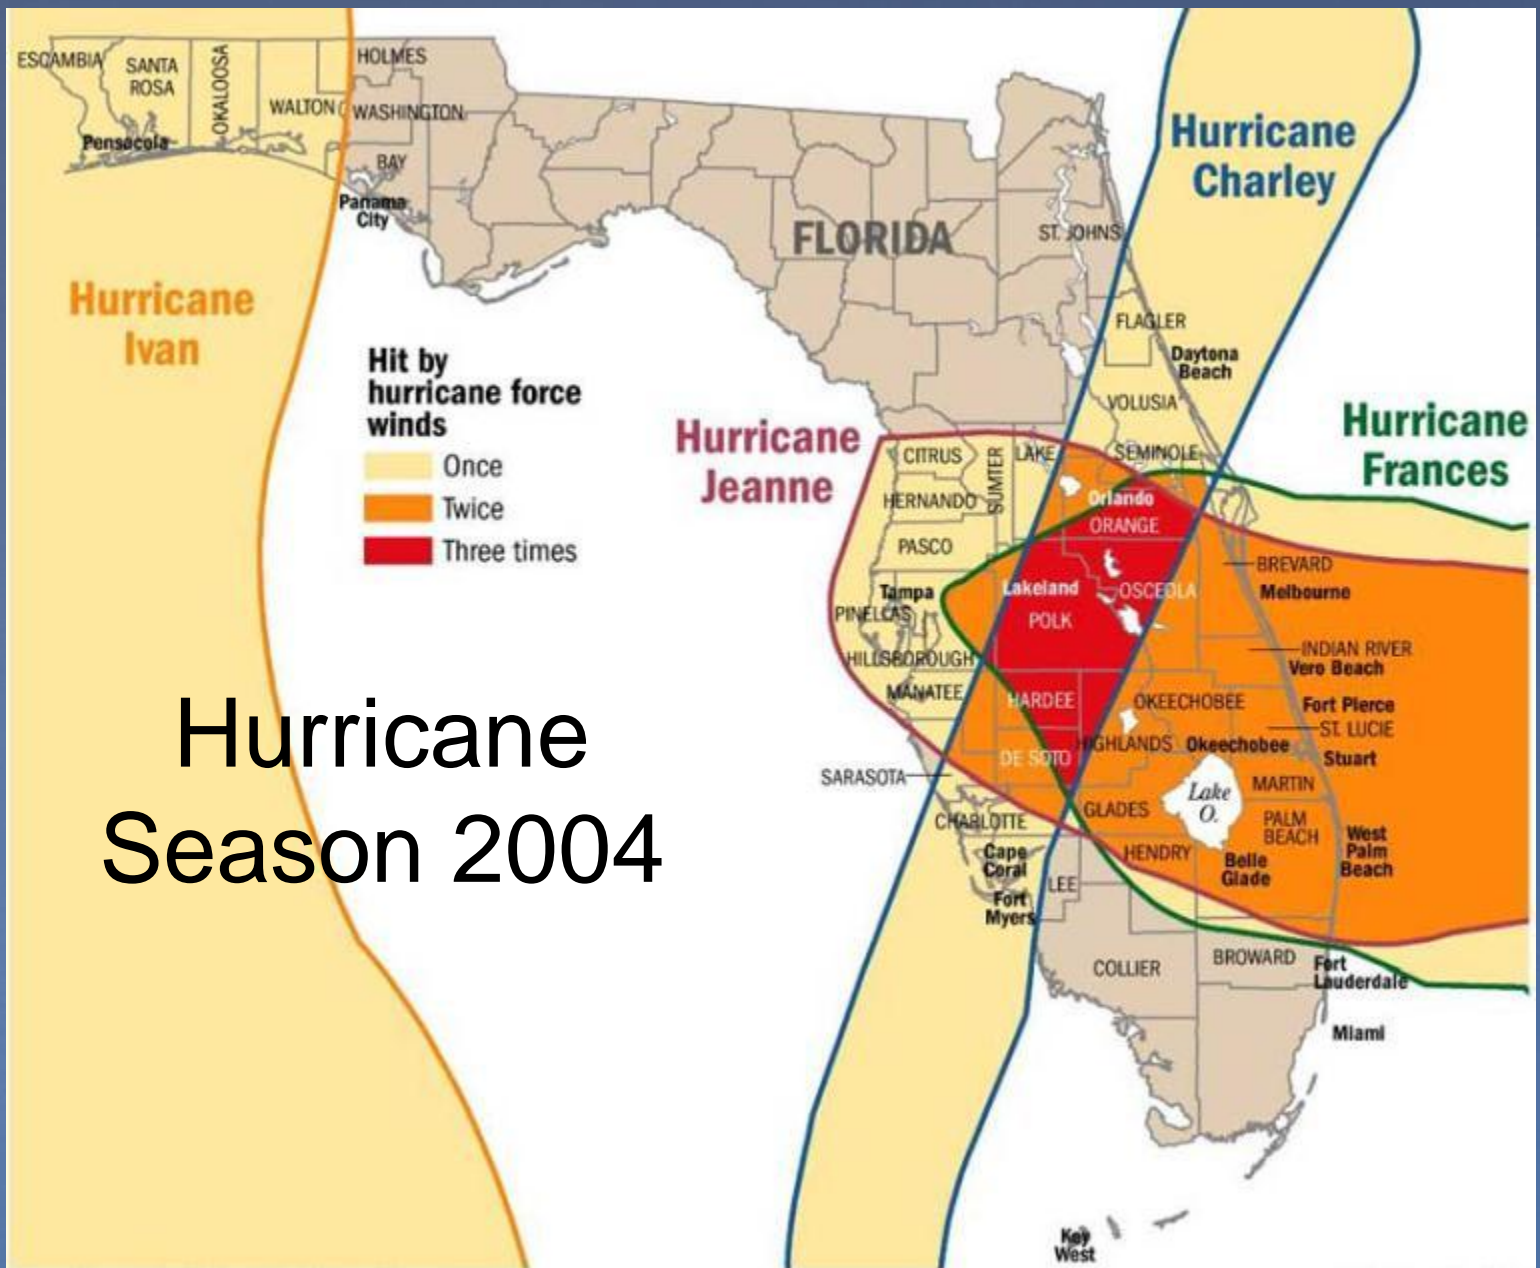 ESCAMBIA
SANTA
ROSA
OKALOOSA
WALTON
HOLMES
WASHINGTON
BAY
Pensacola
Panama
City
FLORIDA
ST. JOHNS
Hurricane
Charley
Hurricane
Ivan
Hit by
hurricane force
winds
Once
Twice
Three times
FLAGLER
Daytona
Beach
VOLUSIA
Hurricane
Jeanne
Hurricane
Frances
CITRUS
SUMTER
LAKE
SEMINOLE
HERNANDO
Orlando
ORANGE
PASCO
BREVARD
Tampa
Lakeland
OSCEOLA
Melbourne
PINELLAS
POLK
HILLSBOROUGH
INDIAN RIVER
Vero Beach
MANATEE
HARDEE
OKEECHOBEE
Fort Pierce
ST. LUCIE
DE SOTO
HIGHLANDS
Okeechobee
Stuart
SARASOTA
Lake
O.
MARTIN
CHARLOTTE
GLADES
PALM
BEACH
West
Palm
Beach
Cape
Coral
HENDRY
Belle
Glade
LEE
Fort
Myers
COLLIER
BROWARD
Fort
Lauderdale
Miami
Key
West
Hurricane
Season 2004